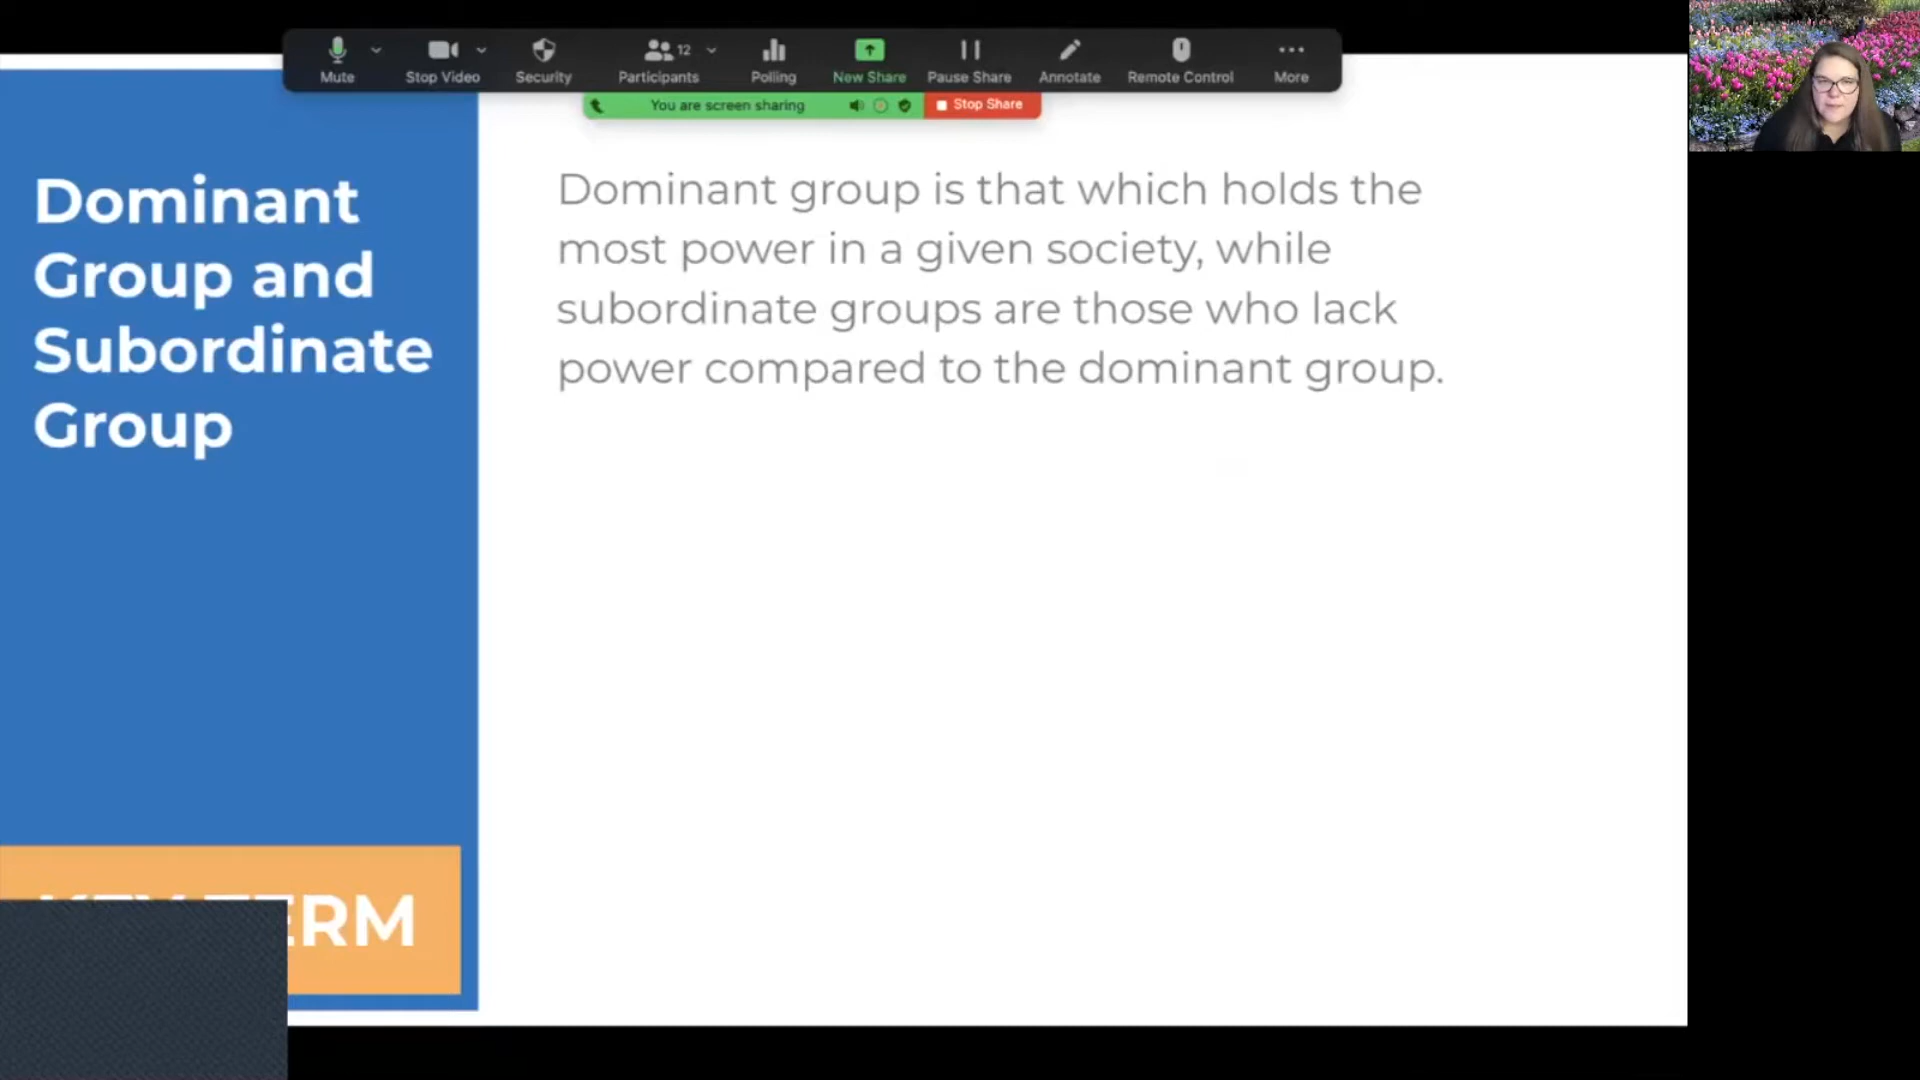 Mute
Stop Video
Security
12
Participants
Polling
New Share
Pause Share
Annotate
Remote Control
More
You are screen sharing
Stop Share
Dominant
Group and
Subordinate
Group
Dominant group is that which holds the
most power in a given society, while
subordinate groups are those who lack
power compared to the dominant group.
KEY TERM